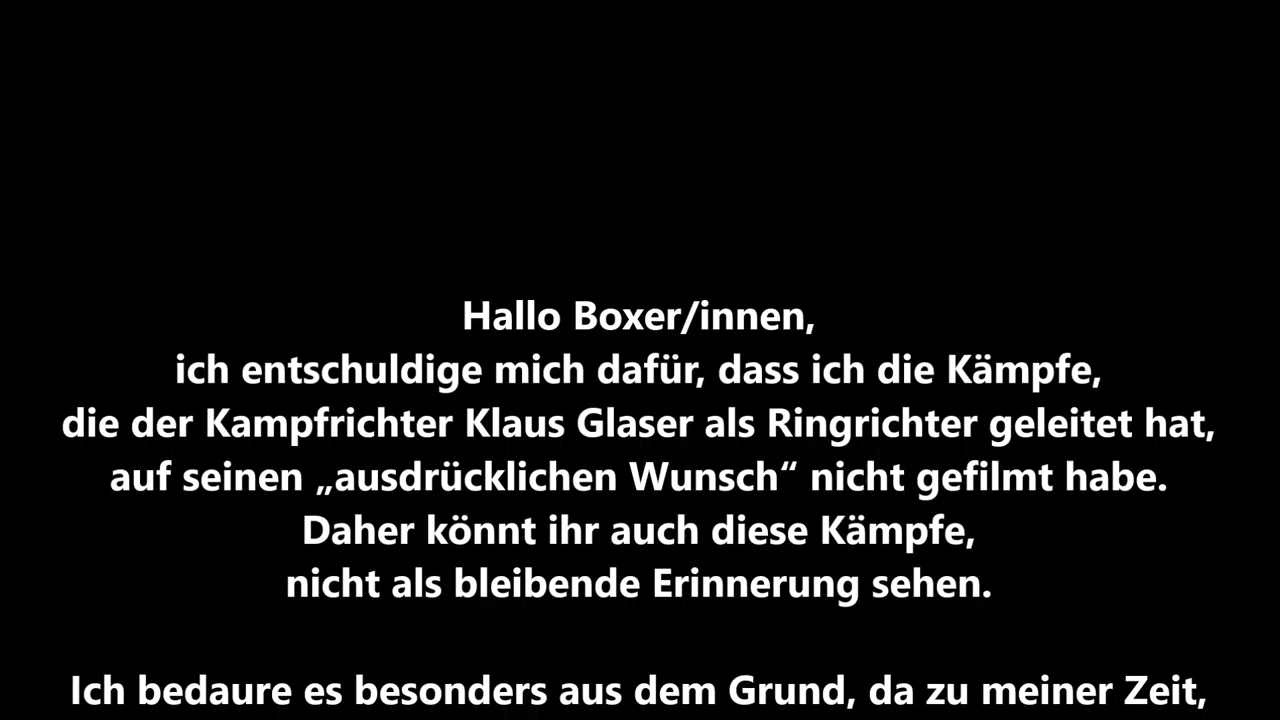 Hallo Boxer/innen,
ich entschuldige mich dafür, dass ich die Kämpfe,
die der Kampfrichter Klaus Glaser als Ringrichter geleitet hat,
auf seinen „ausdrücklichen Wunsch“ nicht gefilmt habe.
Daher könnt ihr auch diese Kämpfe,
nicht als bleibende Erinnerung sehen.
Ich bedaure es besonders aus dem Grund, da zu meiner Zeit,